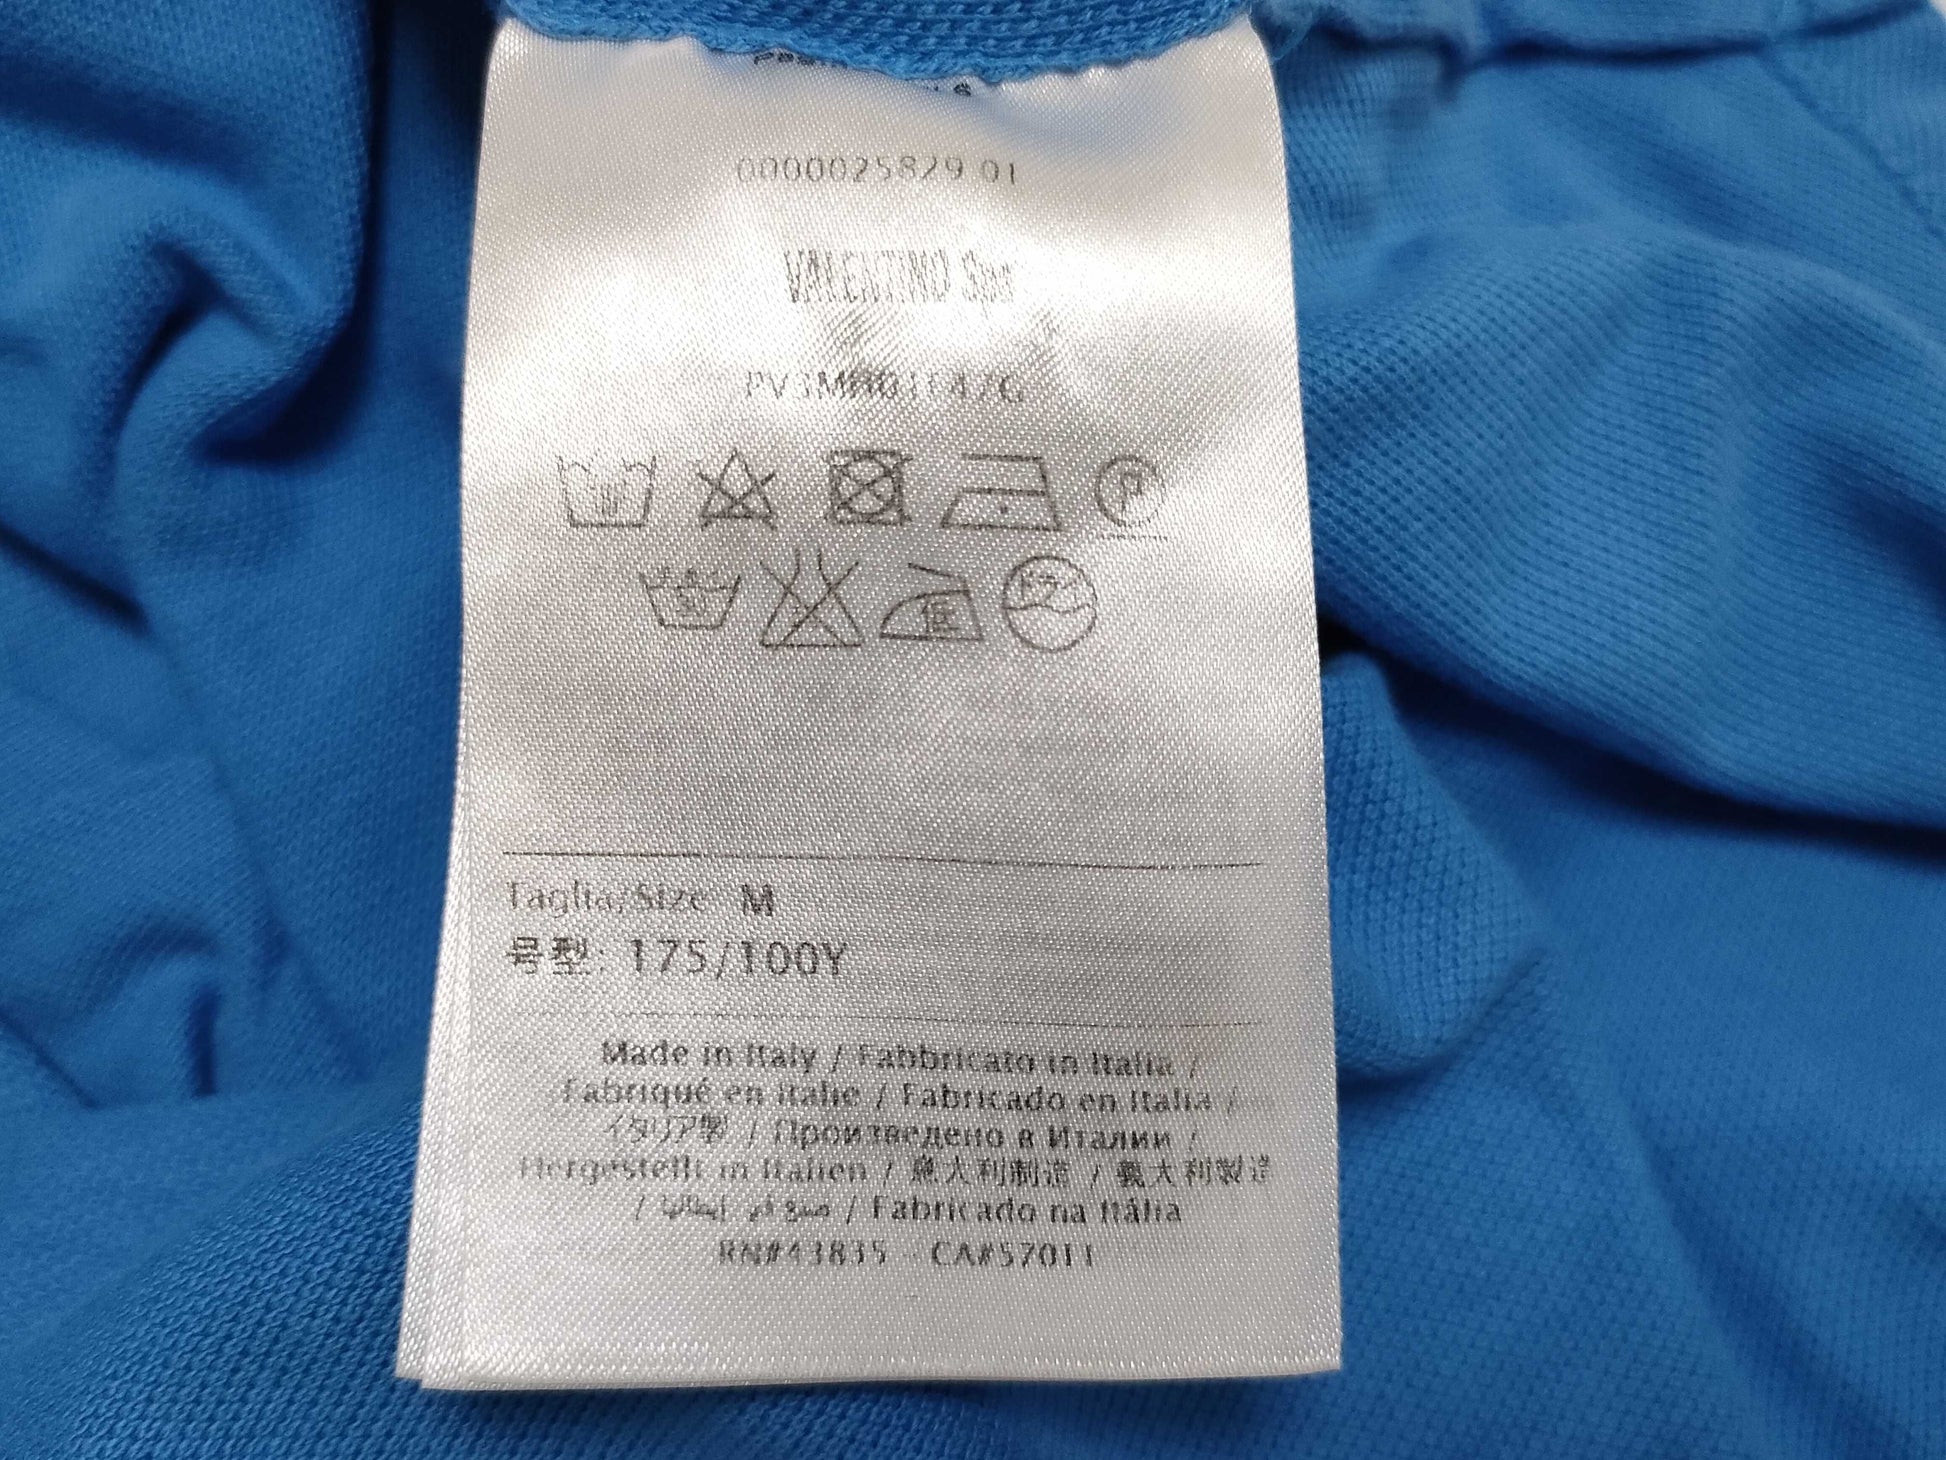 0000025829 01
VALENTINO SpA
PV3MH03F47G
30
Taglia/Size M
号型: 175/100Y
Made in Italy / Fabbricato in Italia /
Fabriqué en Italie / Fabricado en Italia /
イタリア製 / Произведено в Италии /
Hergestellt in Italien / 意大利制造 / 義大利製造
/ صنع في إيطاليا / Fabricado na Itália
RN#43835 - CA#57011